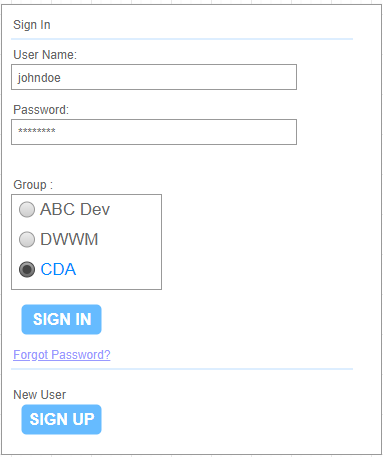 Sign In
User Name:
johndoe
Password:
********
Group :
ABC Dev
DWWM
CDA
SIGN IN
Forgot Password?
New User
SIGN UP